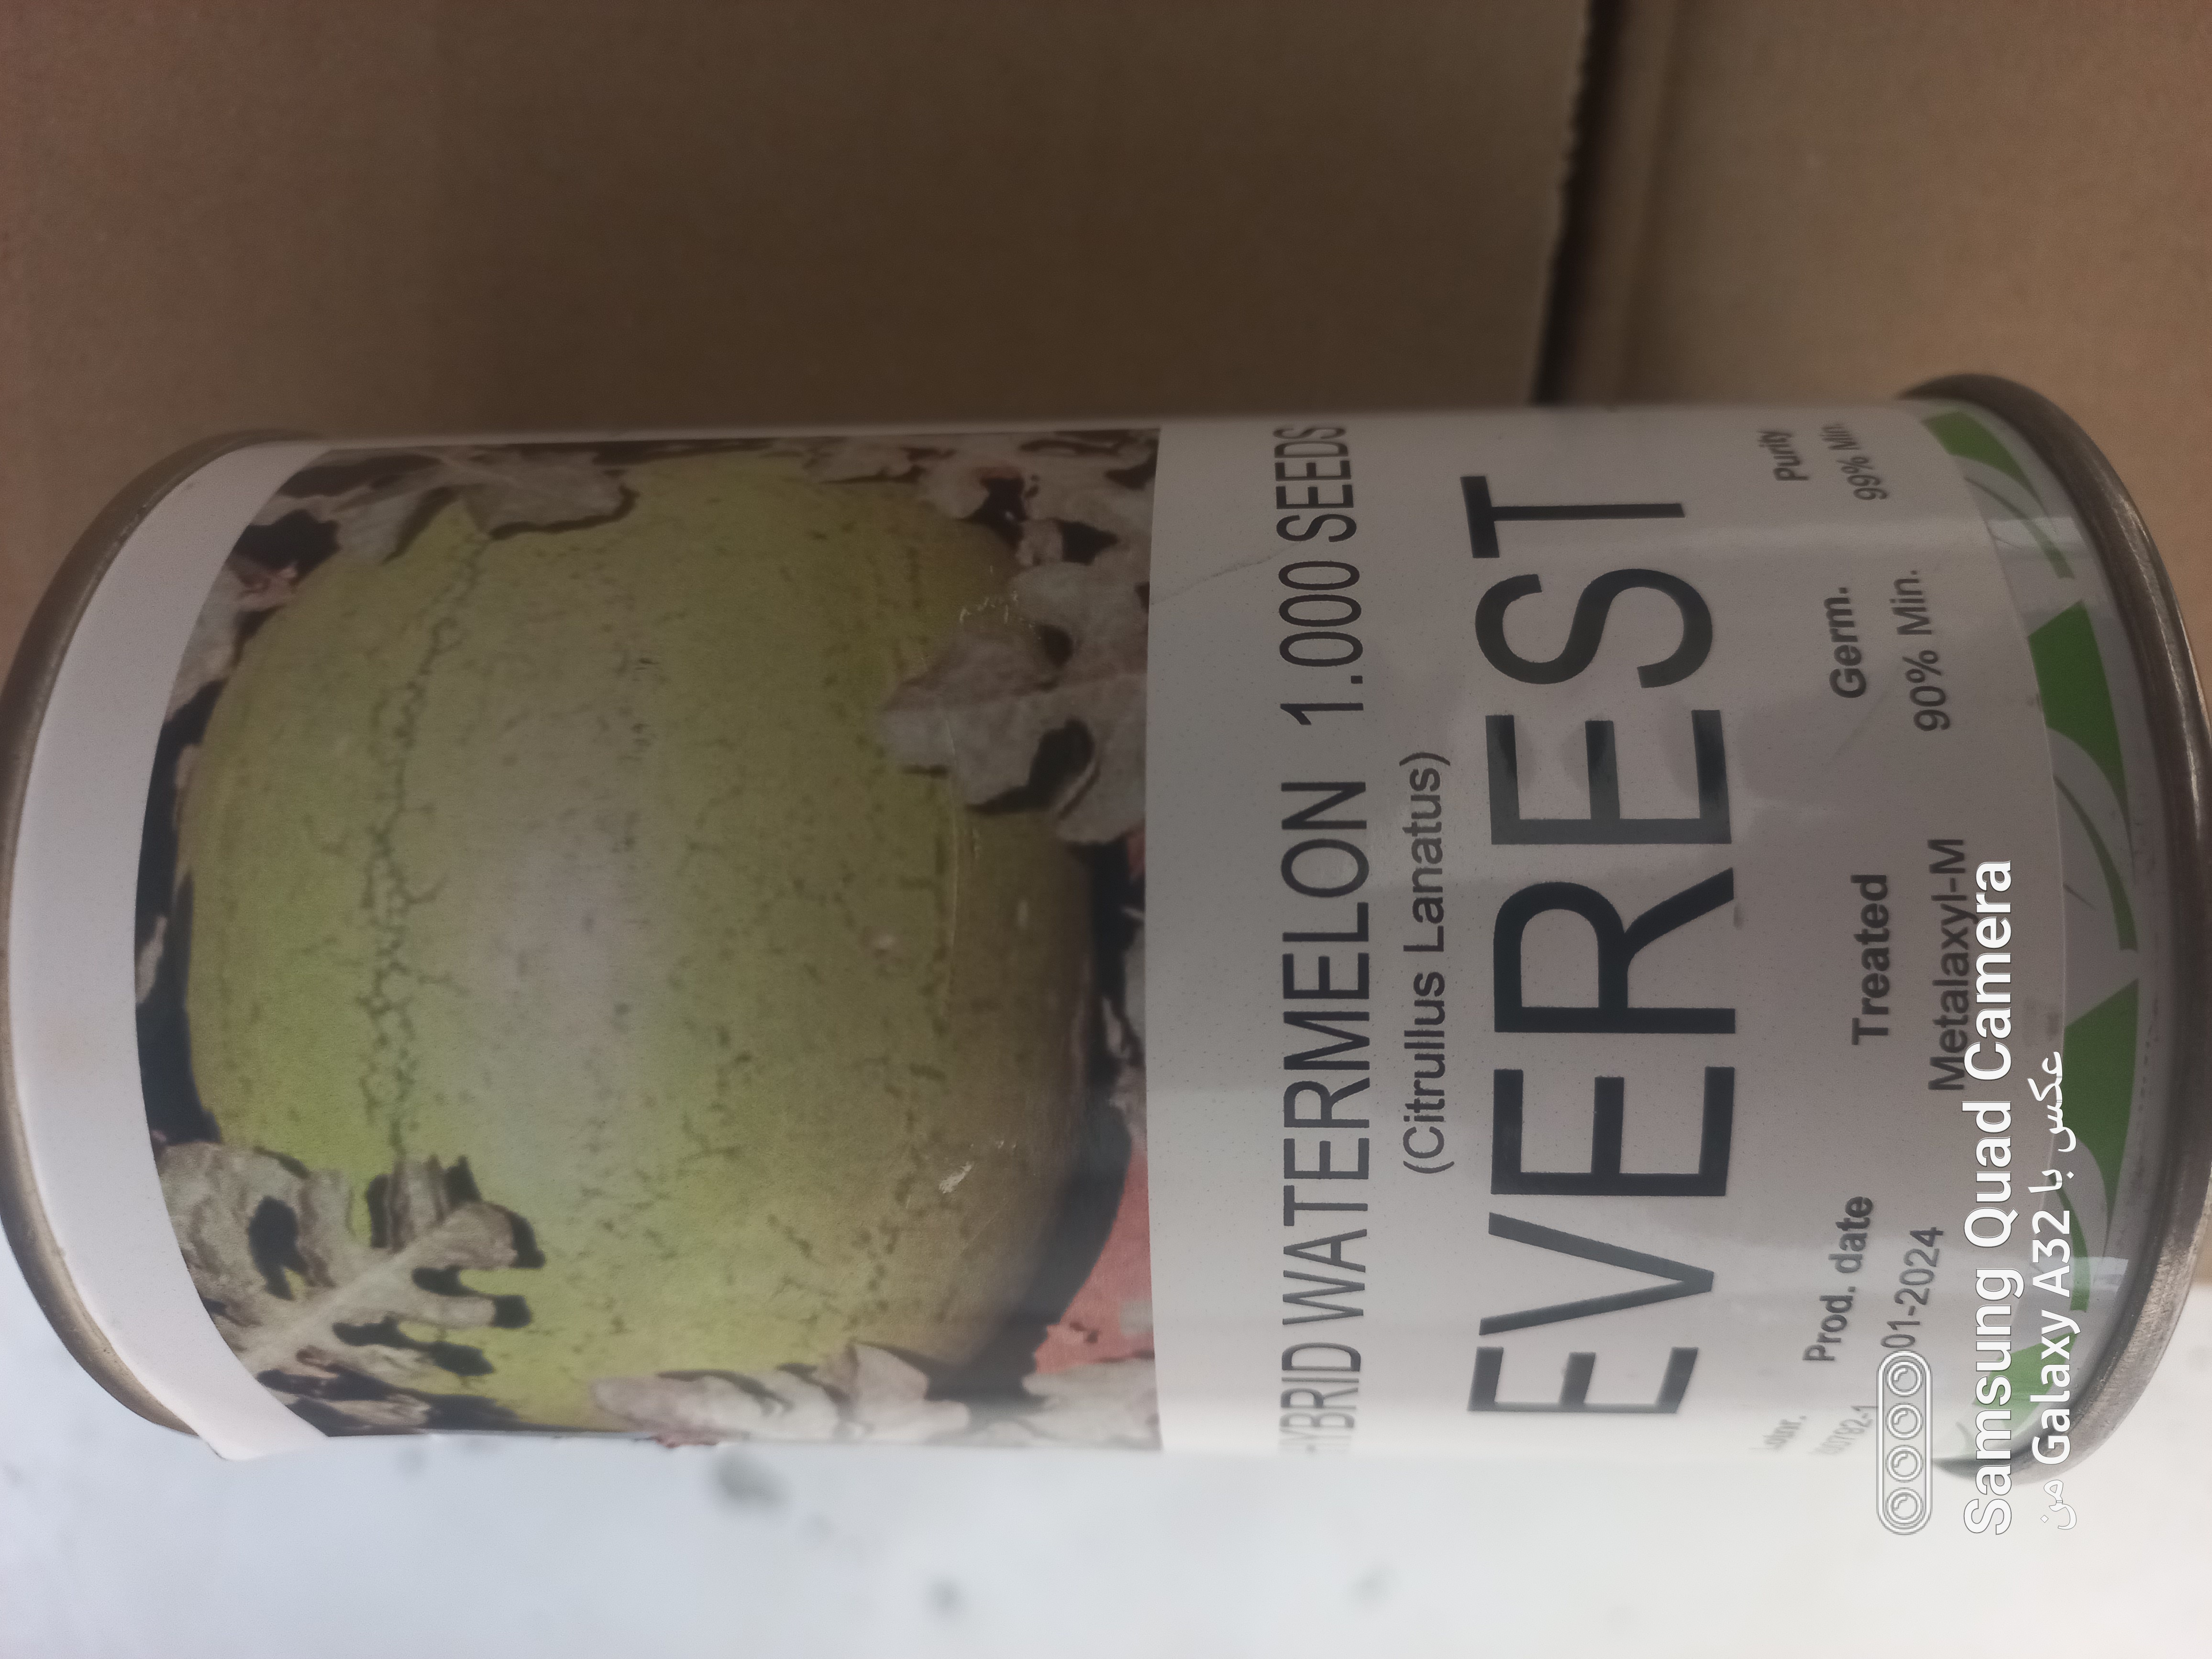 HYBRID WATERMELON 1.000 SEEDS
(Citrullus Lanatus)
EVEREST
Prod. date
Treated
Germ.
Purity
01-2024
Metalaxyl-M
90% Min.
99% Min.
Samsung Quad Camera
عکس با Galaxy A32 من